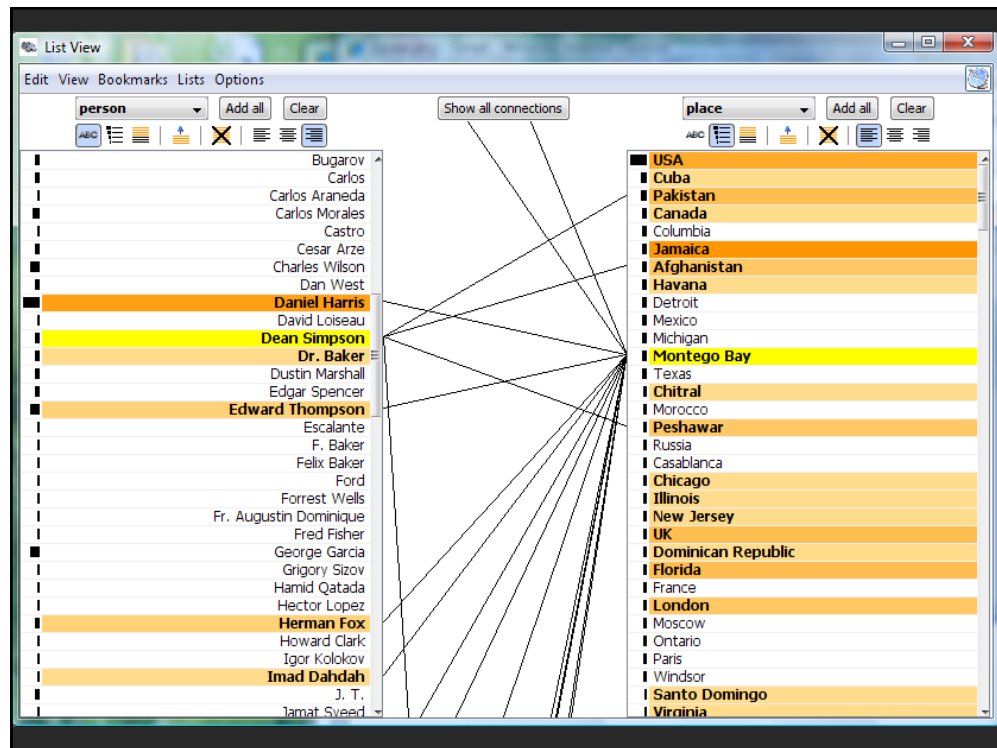 List View
Edit View Bookmarks Lists Options
person Add all Clear
Show all connections
place Add all Clear
ABC
ABC
Bugarov
Carlos
Carlos Araneda
Carlos Morales
Castro
Cesar Arze
Charles Wilson
Dan West
Daniel Harris
David Loiseau
Dean Simpson
Dr. Baker
Dustin Marshall
Edgar Spencer
Edward Thompson
Escalante
F. Baker
Felix Baker
Ford
Forrest Wells
Fr. Augustin Dominique
Fred Fisher
George Garcia
Grigory Sizov
Hamid Qatada
Hector Lopez
Herman Fox
Howard Clark
Igor Kolokov
Imad Dahdah
J. T.
Jamat Syeed
USA
Cuba
Pakistan
Canada
Columbia
Jamaica
Afghanistan
Havana
Detroit
Mexico
Michigan
Montego Bay
Texas
Chitral
Morocco
Peshawar
Russia
Casablanca
Chicago
Illinois
New Jersey
UK
Dominican Republic
Florida
France
London
Moscow
Ontario
Paris
Windsor
Santo Domingo
Virginia